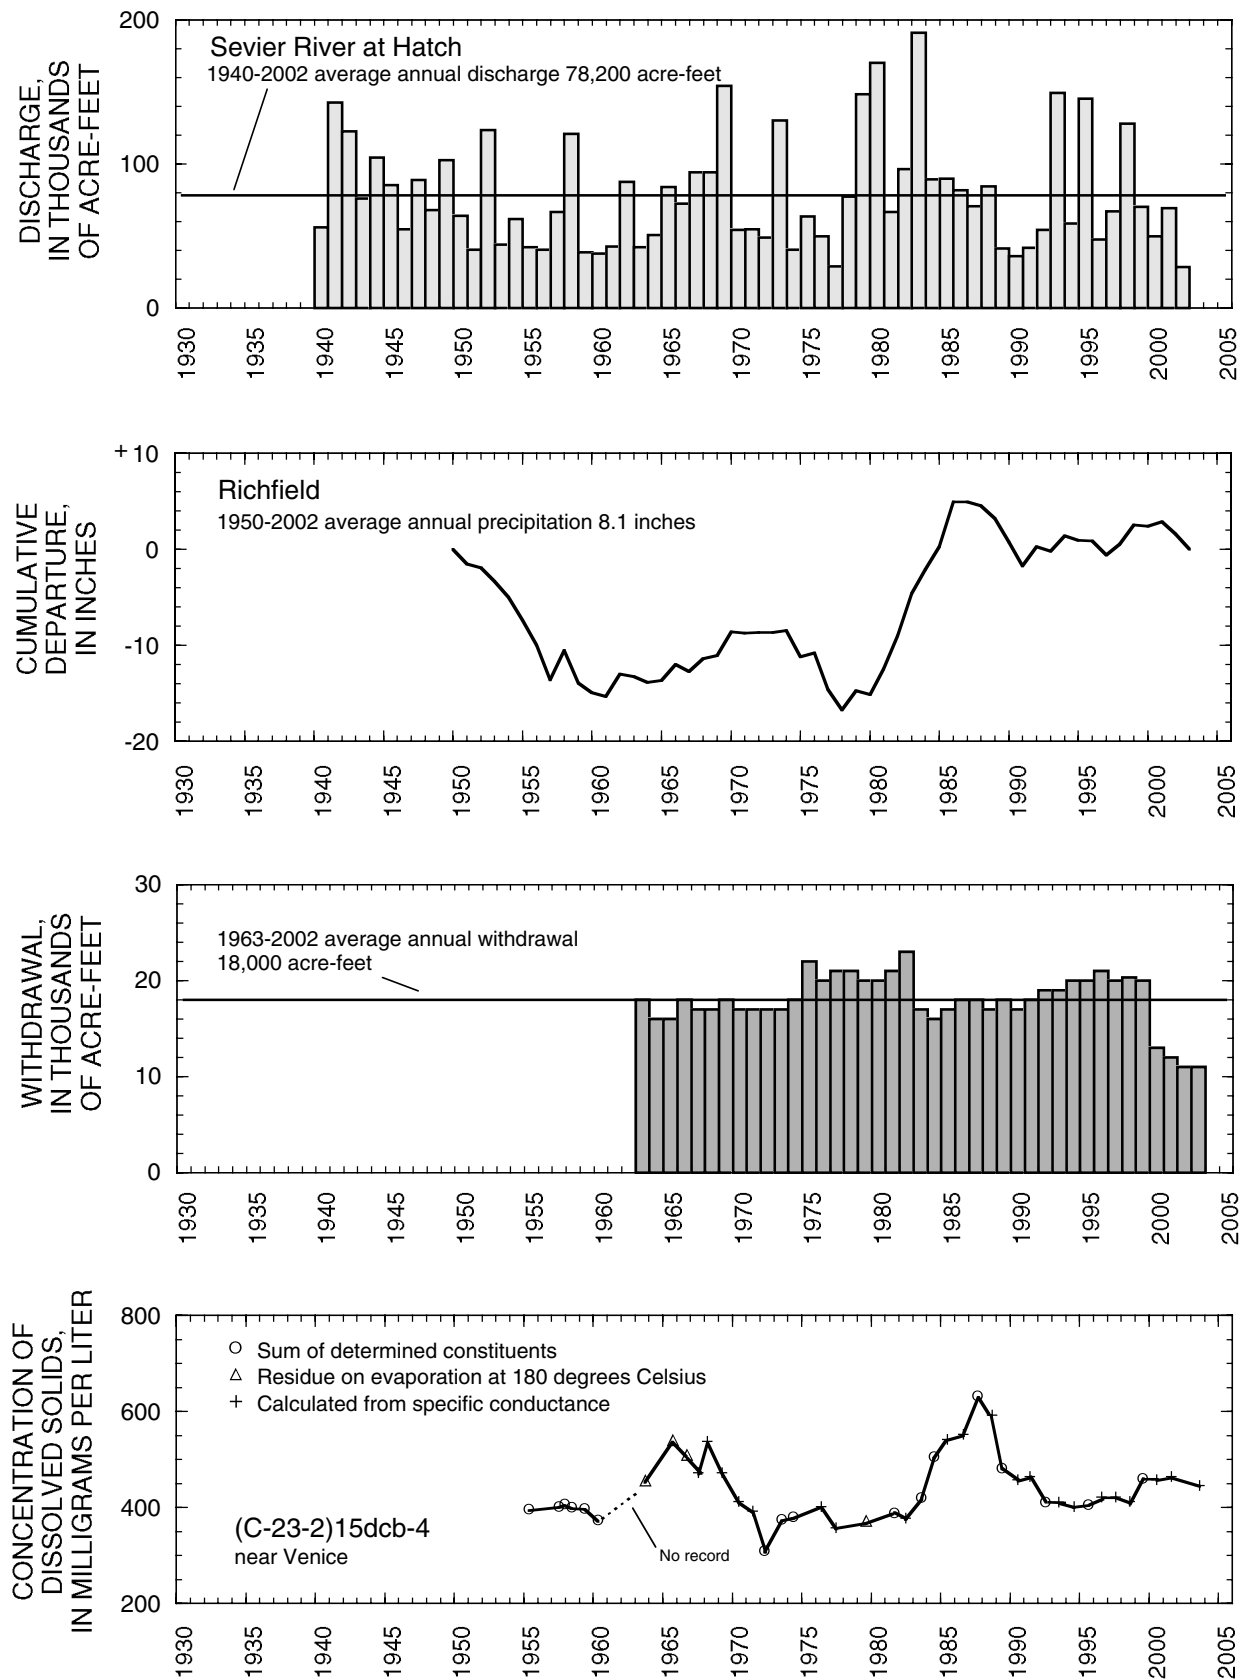 200
100
0
DISCHARGE,
IN THOUSANDS
OF ACRE-FEET
Sevier River at Hatch
1940-2002 average annual discharge 78,200 acre-feet
1930 1935 1940 1945 1950 1955 1960 1965 1970 1975 1980 1985 1990 1995 2000 2005
+10
0
-10
-20
CUMULATIVE
DEPARTURE,
IN INCHES
Richfield
1950-2002 average annual precipitation 8.1 inches
1930 1935 1940 1945 1950 1955 1960 1965 1970 1975 1980 1985 1990 1995 2000 2005
30
20
10
0
WITHDRAWAL,
IN THOUSANDS
OF ACRE-FEET
1963-2002 average annual withdrawal
18,000 acre-feet
1930 1935 1940 1945 1950 1955 1960 1965 1970 1975 1980 1985 1990 1995 2000 2005
800
600
400
200
CONCENTRATION OF
DISSOLVED SOLIDS,
IN MILLIGRAMS PER LITER
Sum of determined constituents
Residue on evaporation at 180 degrees Celsius
Calculated from specific conductance
(C-23-2)15dcb-4
near Venice
No record
1930 1935 1940 1945 1950 1955 1960 1965 1970 1975 1980 1985 1990 1995 2000 2005